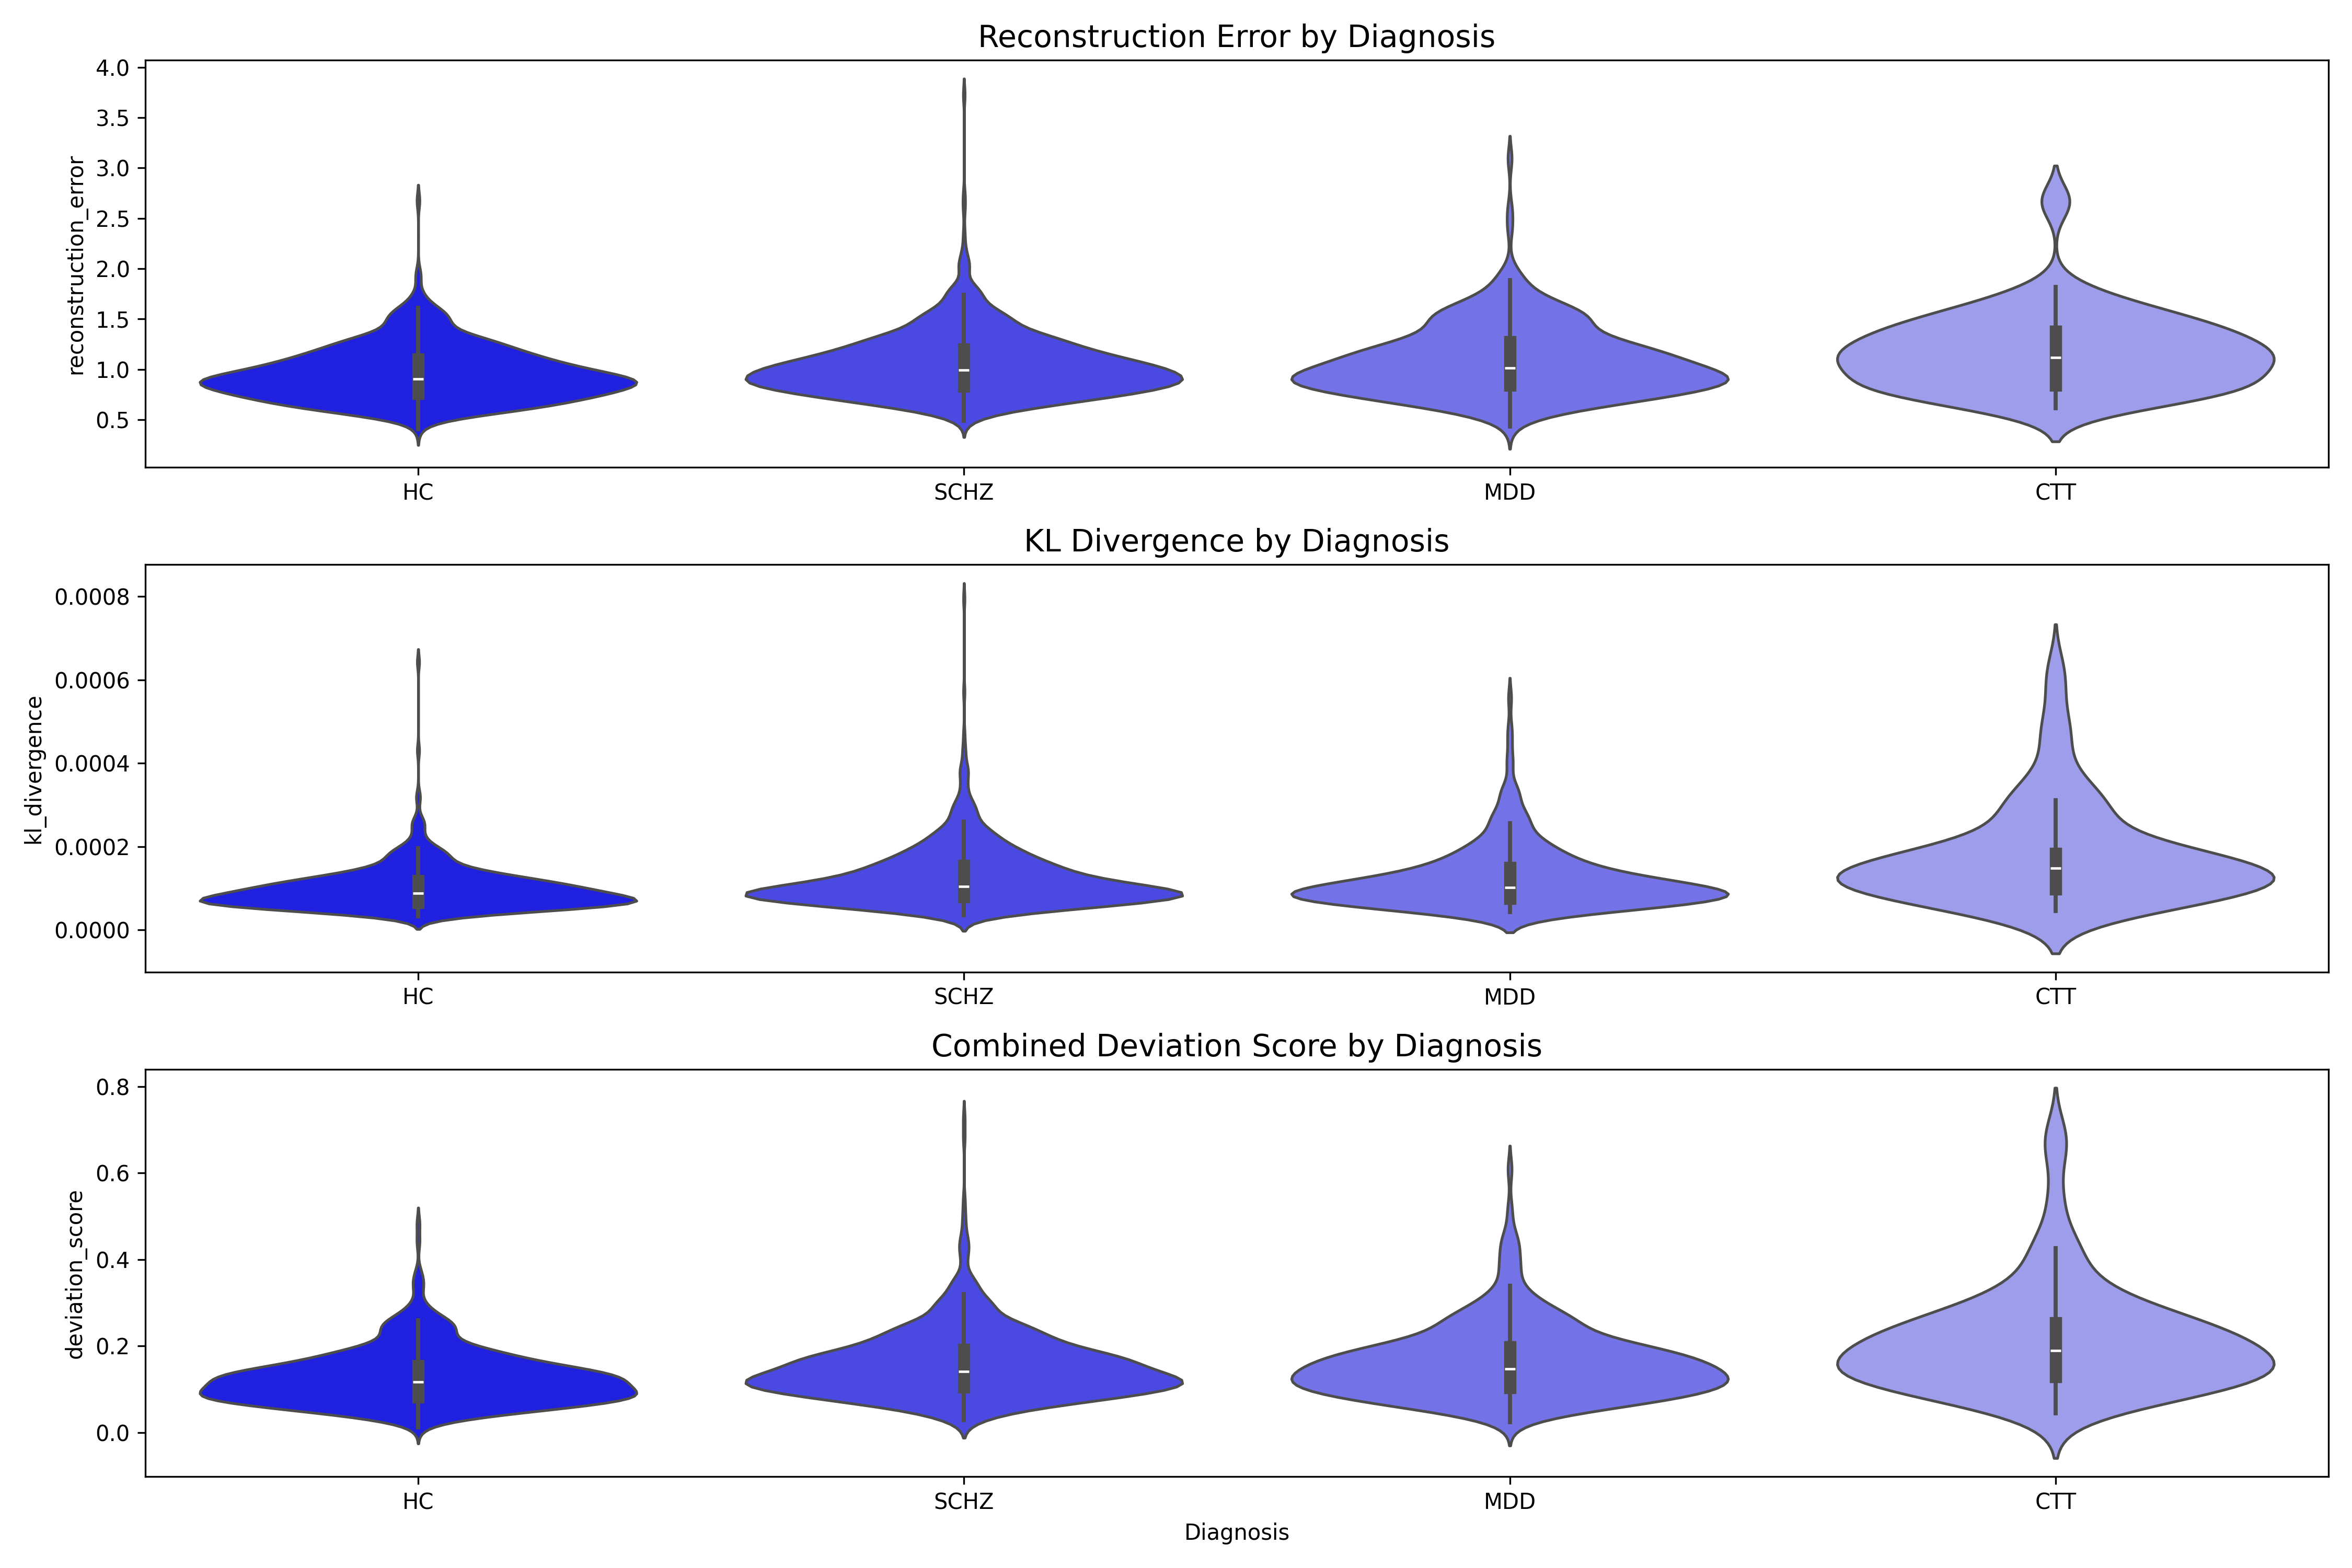 Reconstruction Error by Diagnosis
reconstruction_error
4.0
3.5
3.0
2.5
2.0
1.5
1.0
0.5
HC SCHZ MDD CTT
KL Divergence by Diagnosis
kl_divergence
0.0008
0.0006
0.0004
0.0002
0.0000
HC SCHZ MDD CTT
Combined Deviation Score by Diagnosis
deviation_score
0.8
0.6
0.4
0.2
0.0
HC SCHZ MDD CTT
Diagnosis